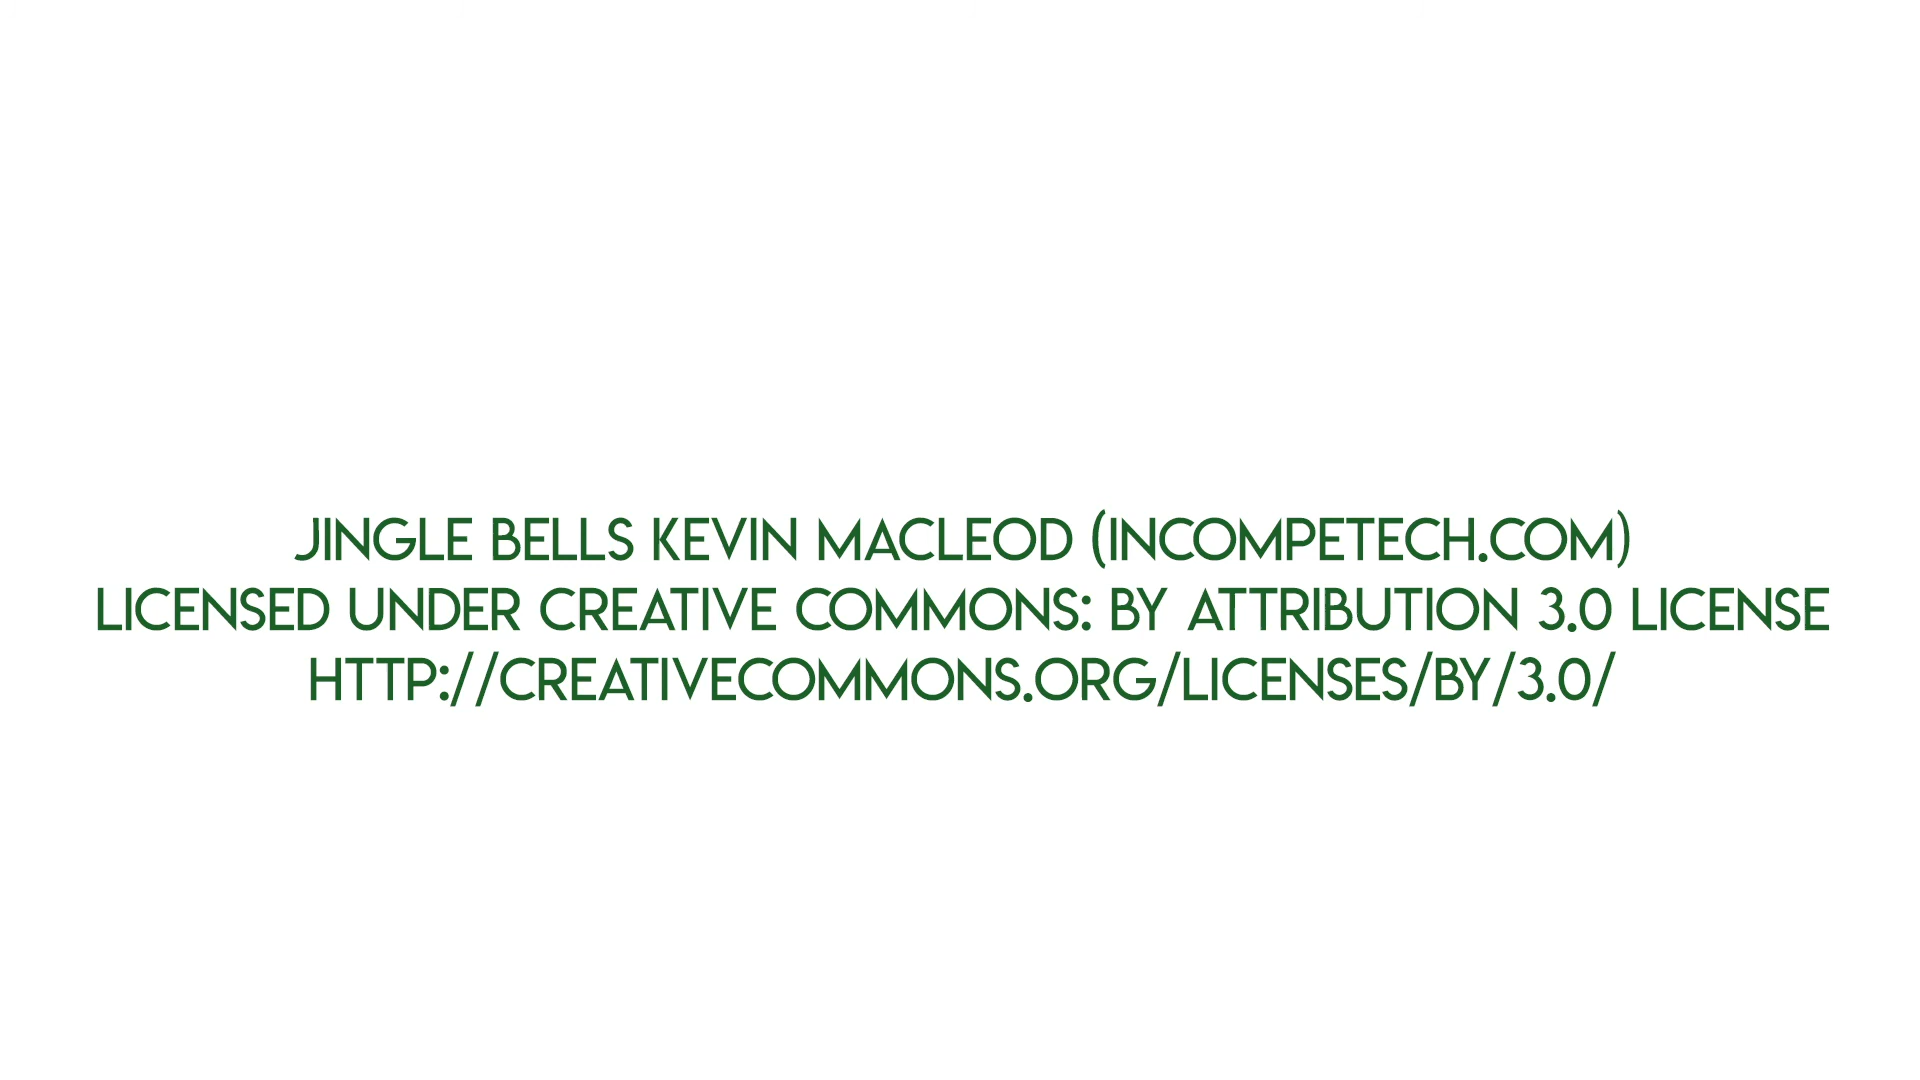 JINGLE BELLS KEVIN MACLEOD (INCOMPETECH.COM)
LICENSED UNDER CREATIVE COMMONS: BY ATTRIBUTION 3.0 LICENSE
HTTP://CREATIVECOMMONS.ORG/LICENSES/BY/3.0/